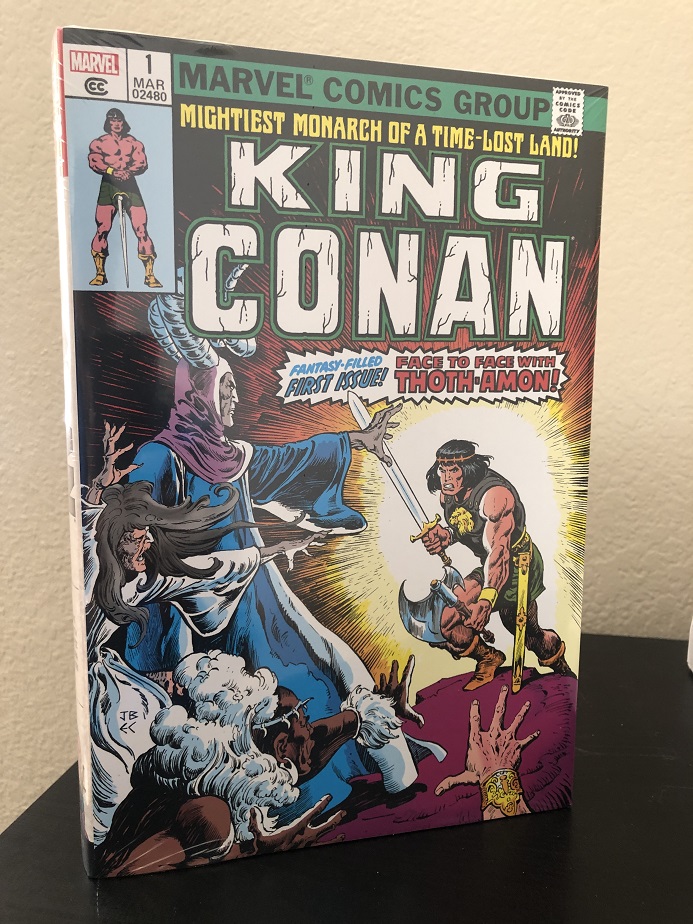 MARVEL
CC
1
MAR
02480
MARVEL® COMICS GROUP
APPROVED
BY THE
COMICS
CODE
AUTHORITY
MIGHTIEST MONARCH OF A TIME-LOST LAND!
KING
CONAN
FANTASY-FILLED
FIRST ISSUE!
FACE TO FACE WITH
THOTH-AMON!
JB